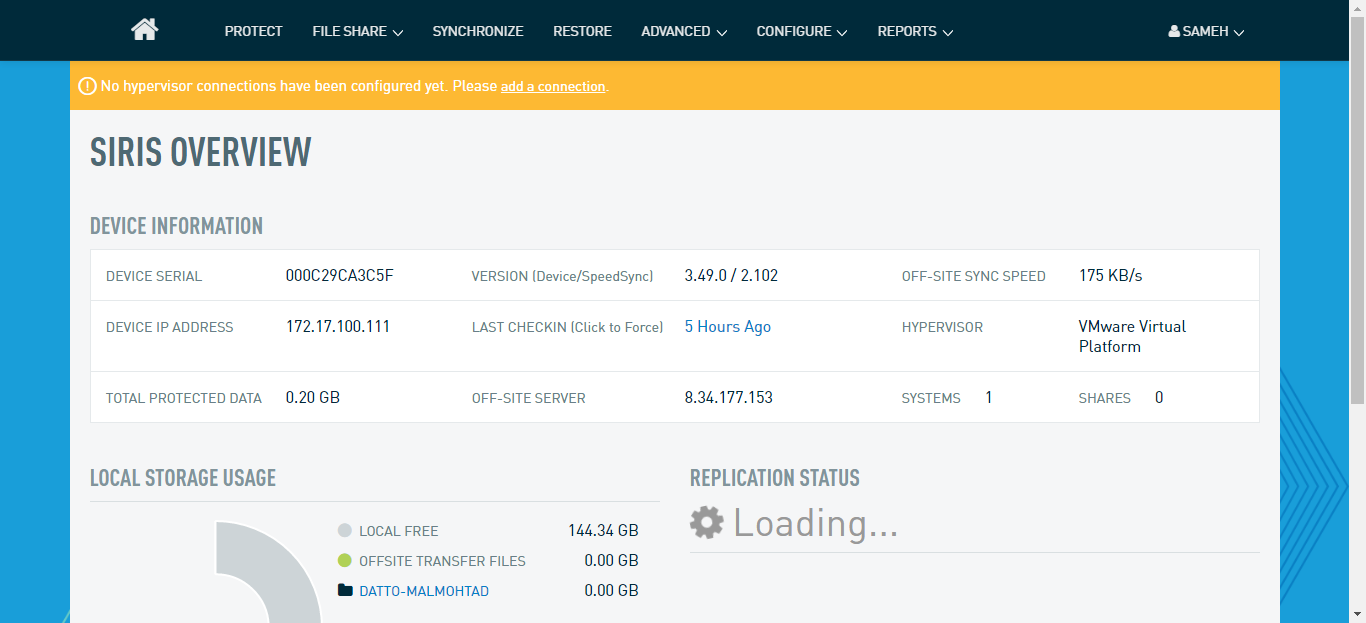 PROTECT FILE SHARE SYNCHRONIZE RESTORE ADVANCED CONFIGURE REPORTS SAMEH
No hypervisor connections have been configured yet. Please add a connection.
SIRIS OVERVIEW
DEVICE INFORMATION
DEVICE SERIAL 000C29CA3C5F VERSION (Device/SpeedSync) 3.49.0 / 2.102 OFF-SITE SYNC SPEED 175 KB/s
DEVICE IP ADDRESS 172.17.100.111 LAST CHECKIN (Click to Force) 5 Hours Ago HYPERVISOR VMware Virtual
Platform
TOTAL PROTECTED DATA 0.20 GB OFF-SITE SERVER 8.34.177.153 SYSTEMS 1 SHARES 0
LOCAL STORAGE USAGE
LOCAL FREE 144.34 GB
OFFSITE TRANSFER FILES 0.00 GB
DATTO-MALMOHTAD 0.00 GB
REPLICATION STATUS
Loading...